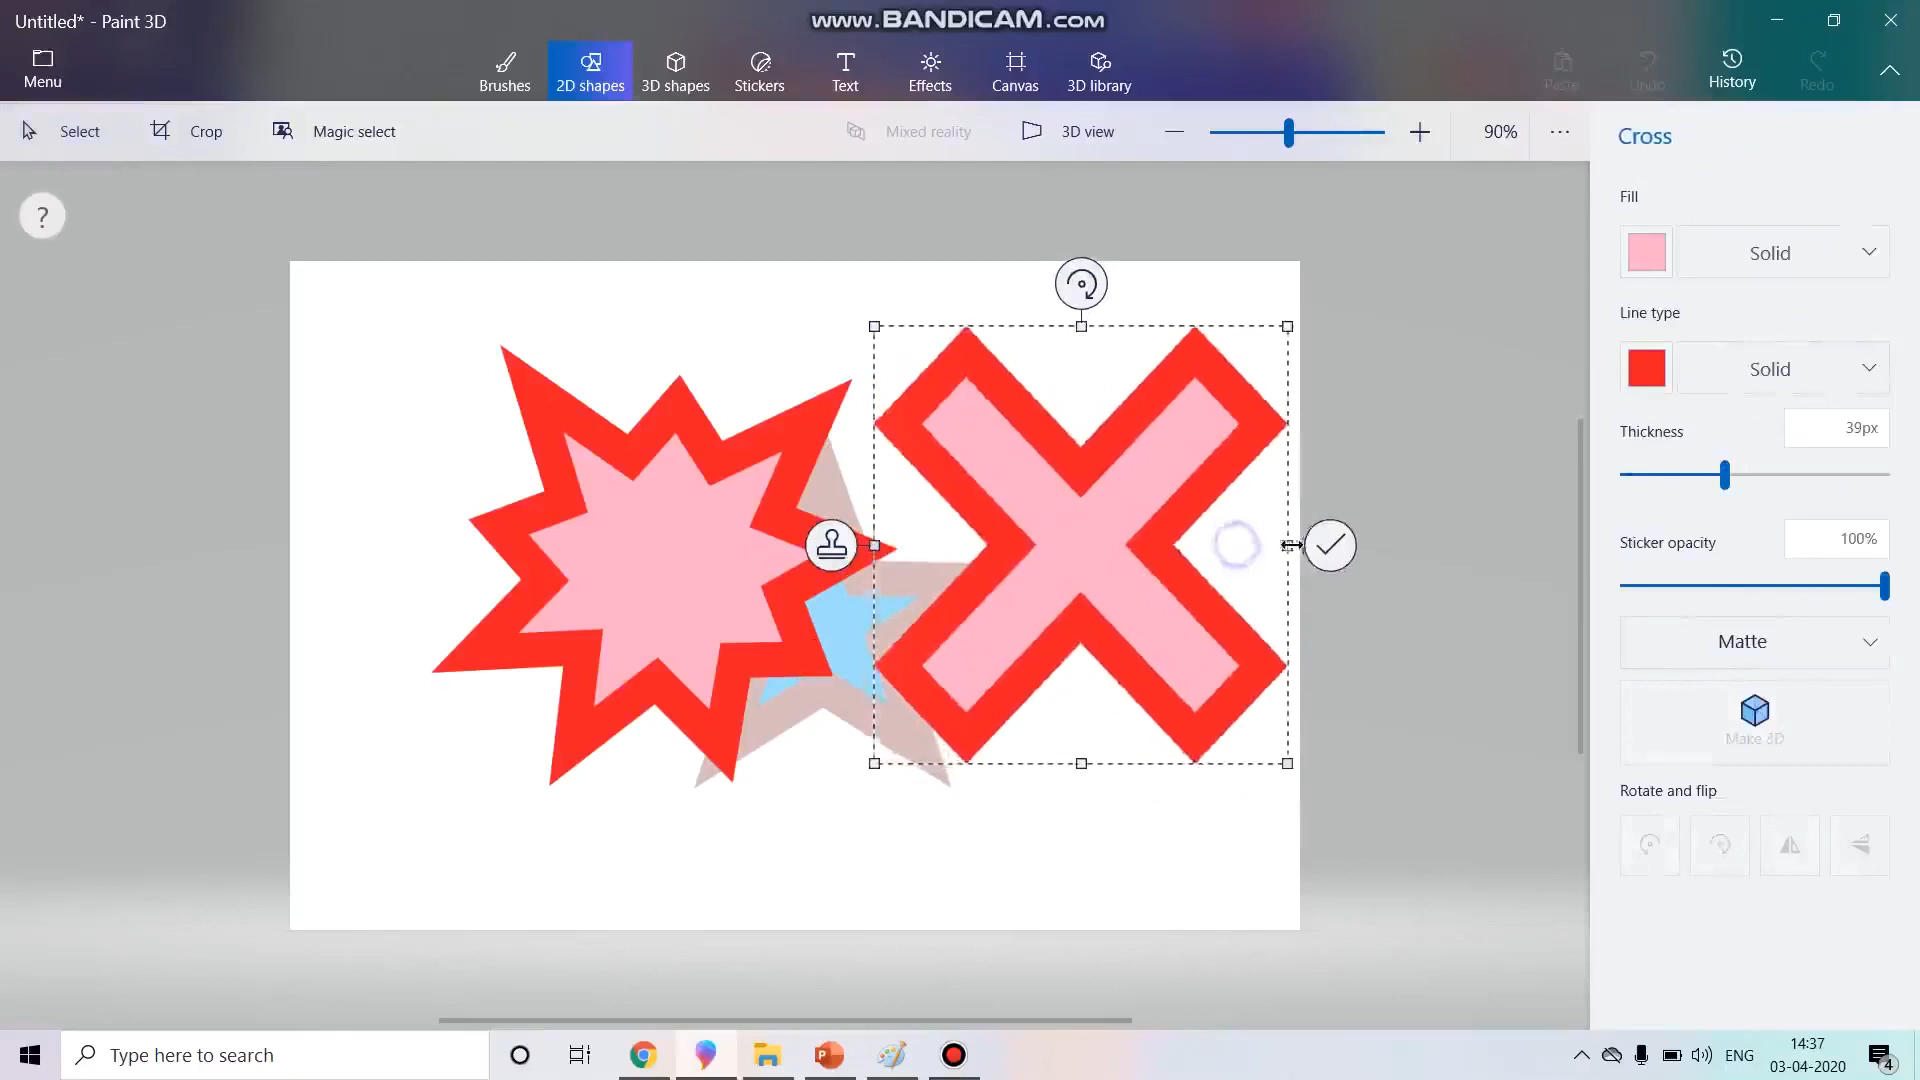 Untitled* - Paint 3D
www.BANDICAM.com
Menu
Brushes
2D shapes
3D shapes
Stickers
Text
Effects
Canvas
3D library
Paste
Undo
History
Redo
Select
Crop
Magic select
Mixed reality
3D view
90%
Cross
Fill
Solid
Line type
Solid
Thickness
39px
Sticker opacity
100%
Matte
Make 3D
Rotate and flip
?
Type here to search
ENG
14:37
03-04-2020
4